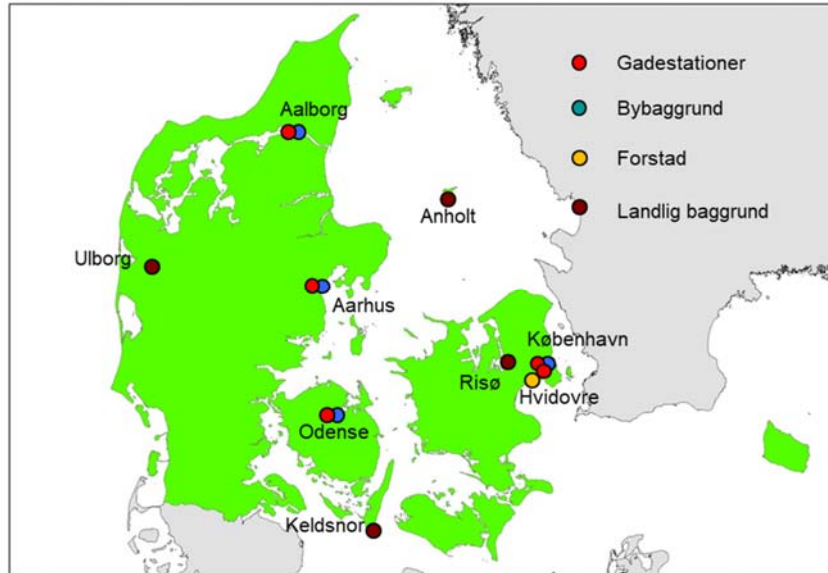 Gadestationer
Aalborg
Bybaggrund
Forstad
Anholt
Landlig baggrund
Ulborg
Aarhus
København
Risø
Hvidovre
Odense
Keldsnor